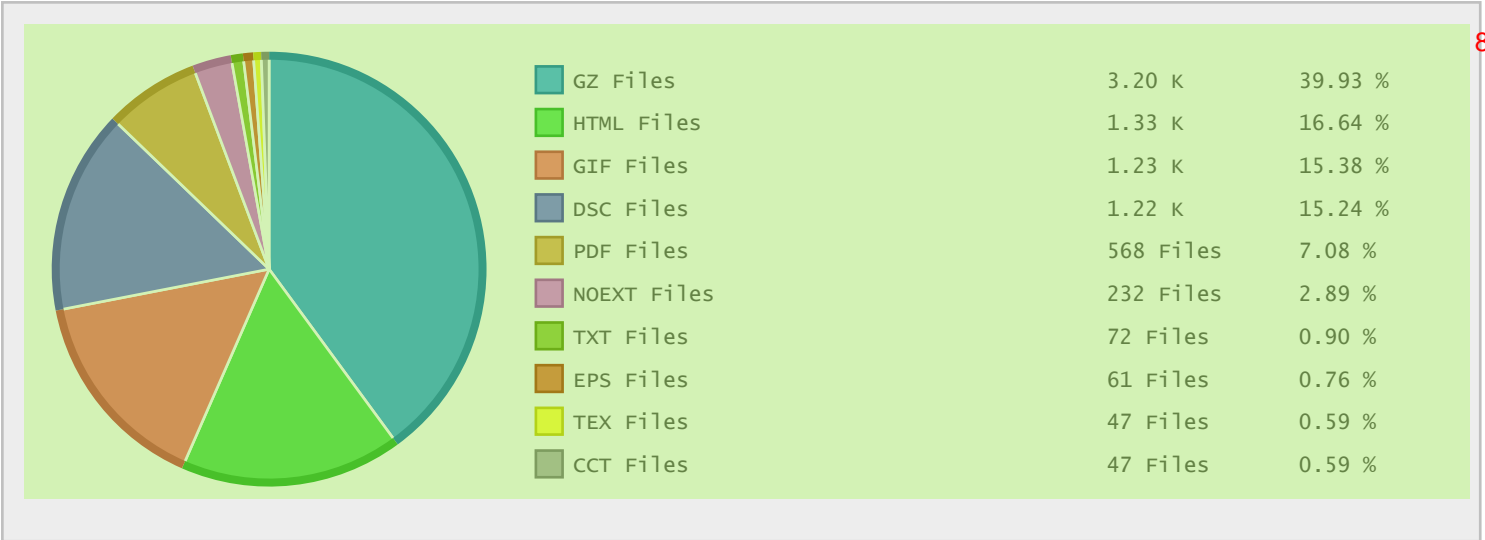 8
GZ Files 3.20 K 39.93 %
HTML Files 1.33 K 16.64 %
GIF Files 1.23 K 15.38 %
DSC Files 1.22 K 15.24 %
PDF Files 568 Files 7.08 %
NOEXT Files 232 Files 2.89 %
TXT Files 72 Files 0.90 %
EPS Files 61 Files 0.76 %
TEX Files 47 Files 0.59 %
CCT Files 47 Files 0.59 %